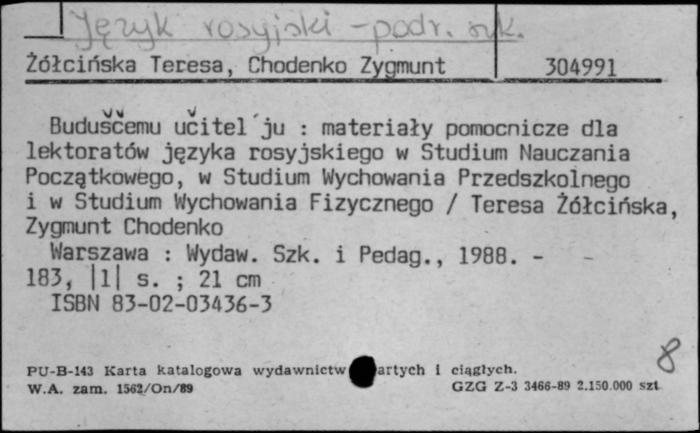 Język rosyjski - podr. szk.
Żółcińska Teresa, Chodenko Zygmunt 304991
Buduščemu učitel´ju : materiały pomocnicze dla
lektoratów języka rosyjskiego w Studium Nauczania
Początkowego, w Studium Wychowania Przedszkolnego
i w Studium Wychowania Fizycznego / Teresa Żółcińska,
Zygmunt Chodenko
Warszawa : Wydaw. Szk. i Pedag., 1988. -
183, |1| s. ; 21 cm
ISBN 83-02-03436-3
8
PU-B-143 Karta katalogowa wydawnictw artych i ciągłych.
W.A. zam. 1562/On/89 GZG Z-3 3466-89 2.150.000 szt